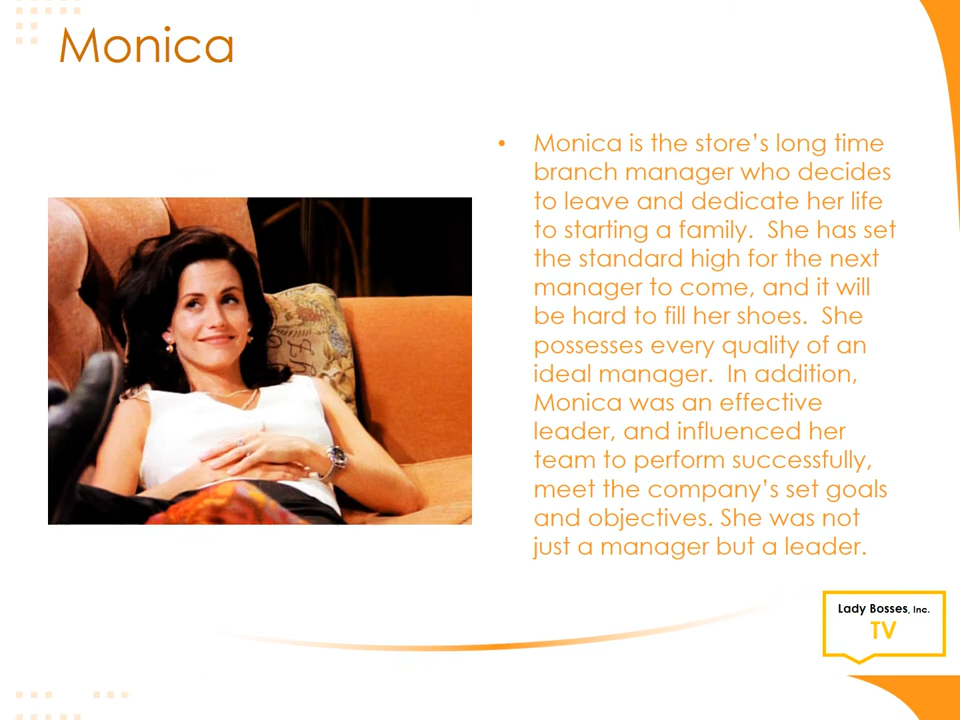 Monica
• Monica is the store’s long time
branch manager who decides
to leave and dedicate her life
to starting a family.  She has set
the standard high for the next
manager to come, and it will
be hard to fill her shoes.  She
possesses every quality of an
ideal manager.  In addition,
Monica was an effective
leader, and influenced her
team to perform successfully,
meet the company’s set goals
and objectives. She was not
just a manager but a leader.
Lady Bosses, Inc.
TV